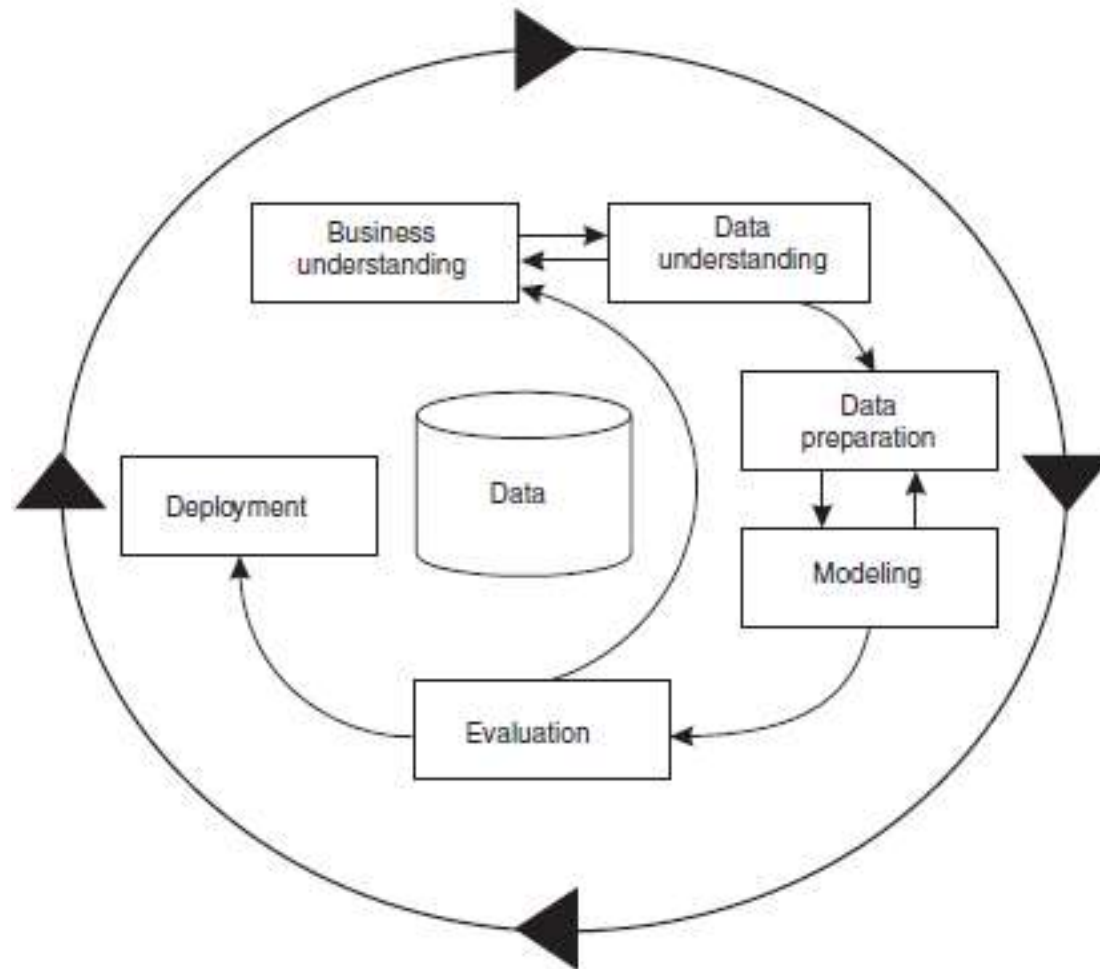 Business
understanding
Data
understanding
Data
preparation
Data
Deployment
Modeling
Evaluation